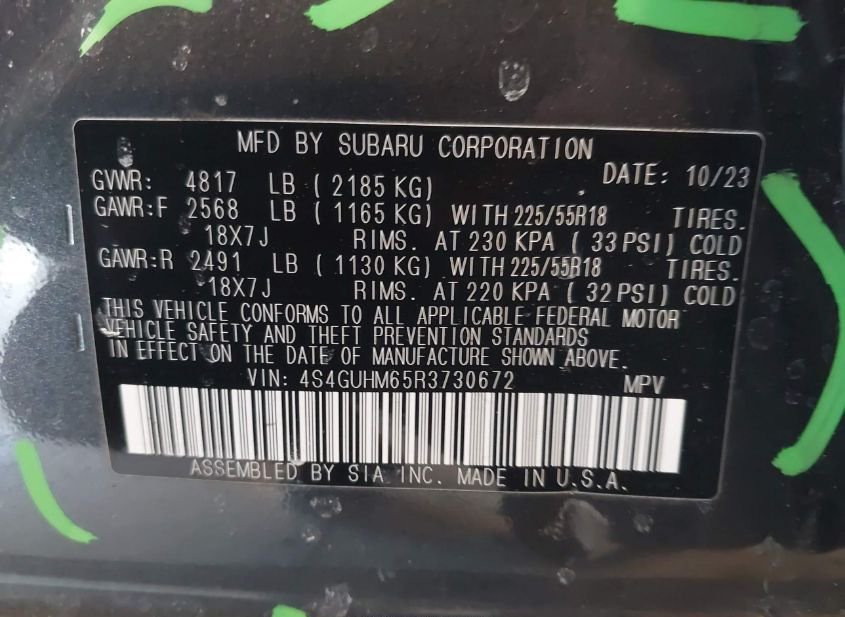 MFD BY SUBARU CORPORATION DATE: 10/23
GVWR: 4817 LB ( 2185 KG)
GAWR:F 2568 LB ( 1165 KG) WITH 225/55R18 TIRES.
18X7J RIMS. AT 230 KPA ( 33 PSI) COLD
GAWR:R 2491 LB ( 1130 KG) WITH 225/55R18 TIRES.
18X7J RIMS. AT 220 KPA ( 32 PSI) COLD
THIS VEHICLE CONFORMS TO ALL APPLICABLE FEDERAL MOTOR
VEHICLE SAFETY AND THEFT PREVENTION STANDARDS
IN EFFECT ON THE DATE OF MANUFACTURE SHOWN ABOVE.
VIN: 4S4GUHM65R3730672 MPV
ASSEMBLED BY SIA INC. MADE IN U.S.A.